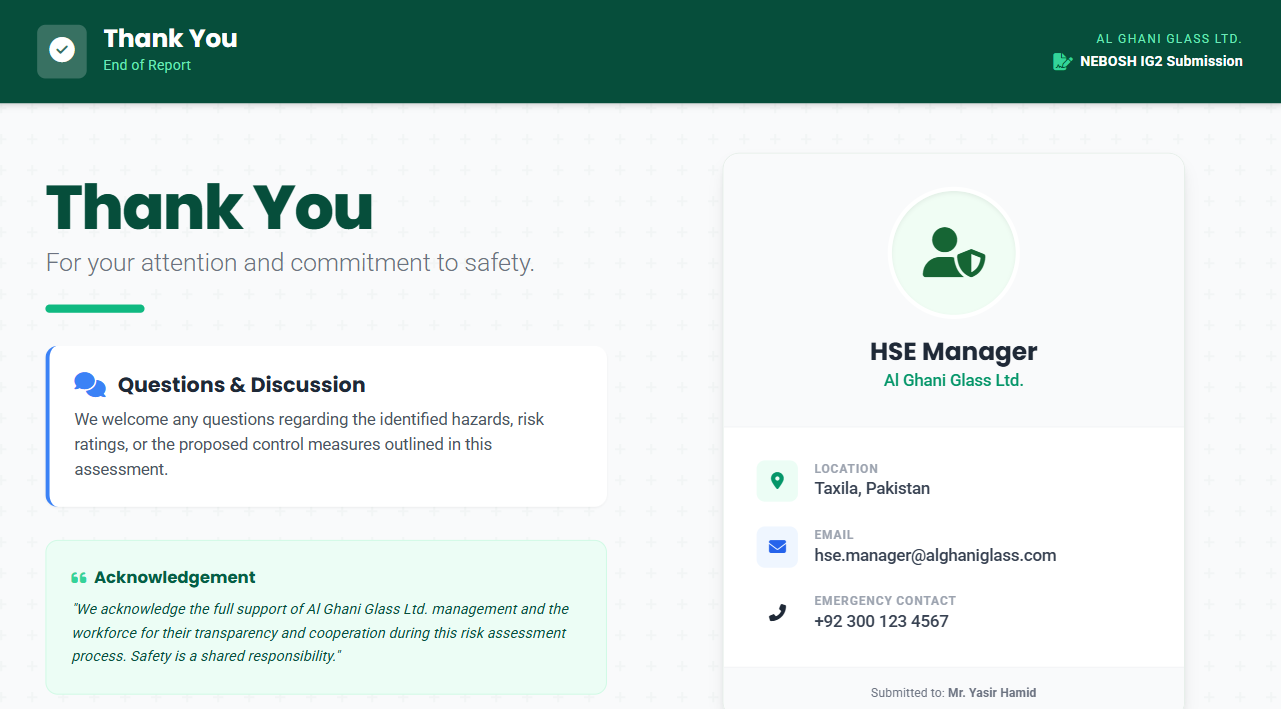 Thank You
End of Report
AL GHANI GLASS LTD.
NEBOSH IG2 Submission
Thank You
For your attention and commitment to safety.
Questions & Discussion
We welcome any questions regarding the identified hazards, risk
ratings, or the proposed control measures outlined in this
assessment.
Acknowledgement
"We acknowledge the full support of Al Ghani Glass Ltd. management and the
workforce for their transparency and cooperation during this risk assessment
process. Safety is a shared responsibility."
HSE Manager
Al Ghani Glass Ltd.
LOCATION
Taxila, Pakistan
EMAIL
hse.manager@alghaniglass.com
EMERGENCY CONTACT
+92 300 123 4567
Submitted to: Mr. Yasir Hamid